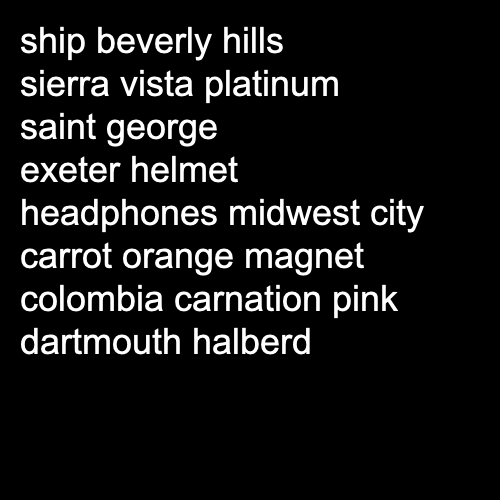 ship beverly hills
sierra vista platinum
saint george
exeter helmet
headphones midwest city
carrot orange magnet
colombia carnation pink
dartmouth halberd